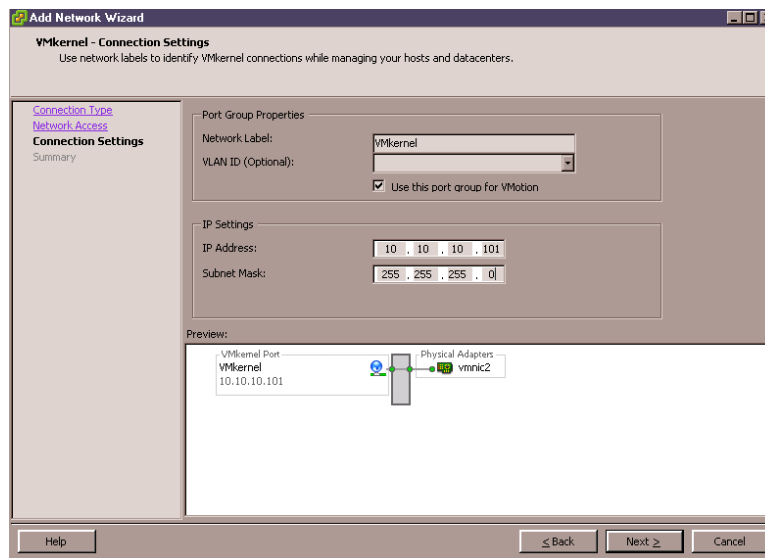 Add Network Wizard
VMkernel - Connection Settings
Use network labels to identify VMkernel connections while managing your hosts and datacenters.
Connection Type
Network Access
Connection Settings
Summary
Port Group Properties
Network Label:
VMkernel
VLAN ID (Optional):
Use this port group for VMotion
IP Settings
IP Address:
10 . 10 . 10 . 101
Subnet Mask:
255 . 255 . 255 . 0
Preview:
VMkernel Port
VMkernel
10.10.10.101
Physical Adapters
vmnic2
Help
< Back
Next >
Cancel